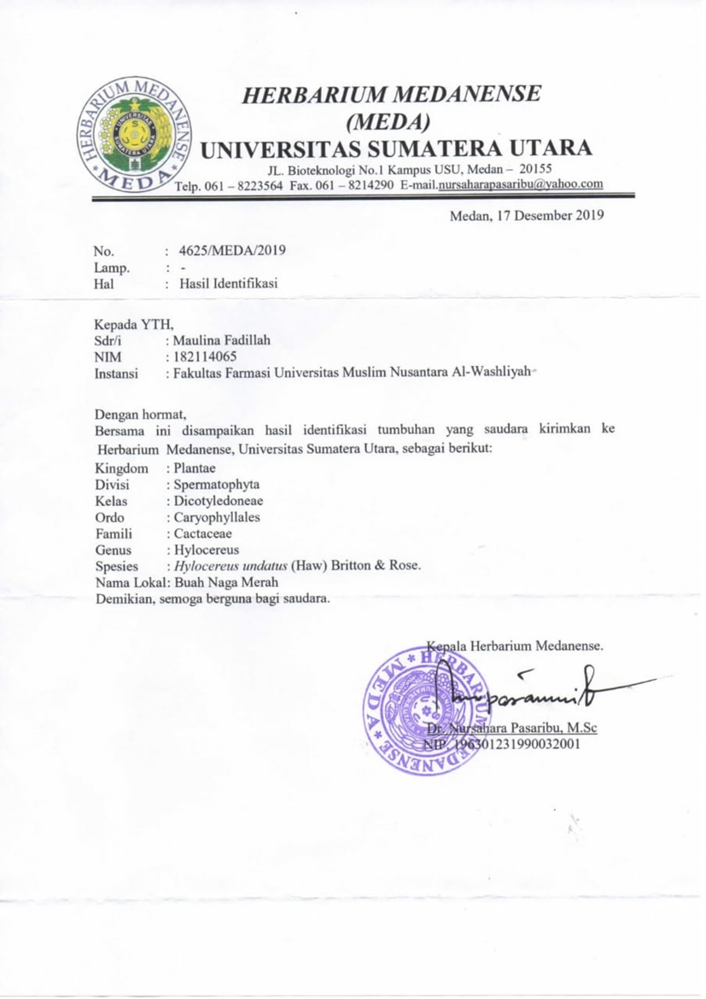 HERBARIUM MEDANENSE
(MEDA)
UNIVERSITAS SUMATERA UTARA
JL. Bioteknologi No.1 Kampus USU, Medan – 20155
Telp. 061 – 8223564 Fax. 061 – 8214290 E-mail.nursaharapasaribu@yahoo.com
HERBARIUM MEDANENSE
* MEDA *
UNIVERSITAS
SUMATERA UTARA
Medan, 17 Desember 2019
No. : 4625/MEDA/2019
Lamp. : -
Hal : Hasil Identifikasi
Kepada YTH,
Sdr/i : Maulina Fadillah
NIM : 182114065
Instansi : Fakultas Farmasi Universitas Muslim Nusantara Al-Washliyah
Dengan hormat,
Bersama ini disampaikan hasil identifikasi tumbuhan yang saudara kirimkan ke
Herbarium Medanense, Universitas Sumatera Utara, sebagai berikut:
Kingdom : Plantae
Divisi : Spermatophyta
Kelas : Dicotyledoneae
Ordo : Caryophyllales
Famili : Cactaceae
Genus : Hylocereus
Spesies : Hylocereus undatus (Haw) Britton & Rose.
Nama Lokal: Buah Naga Merah
Demikian, semoga berguna bagi saudara.
Kepala Herbarium Medanense.
* HERBARIUM MEDANENSE * MEDA
Dr. Nursahara Pasaribu, M.Sc
NIP. 196301231990032001